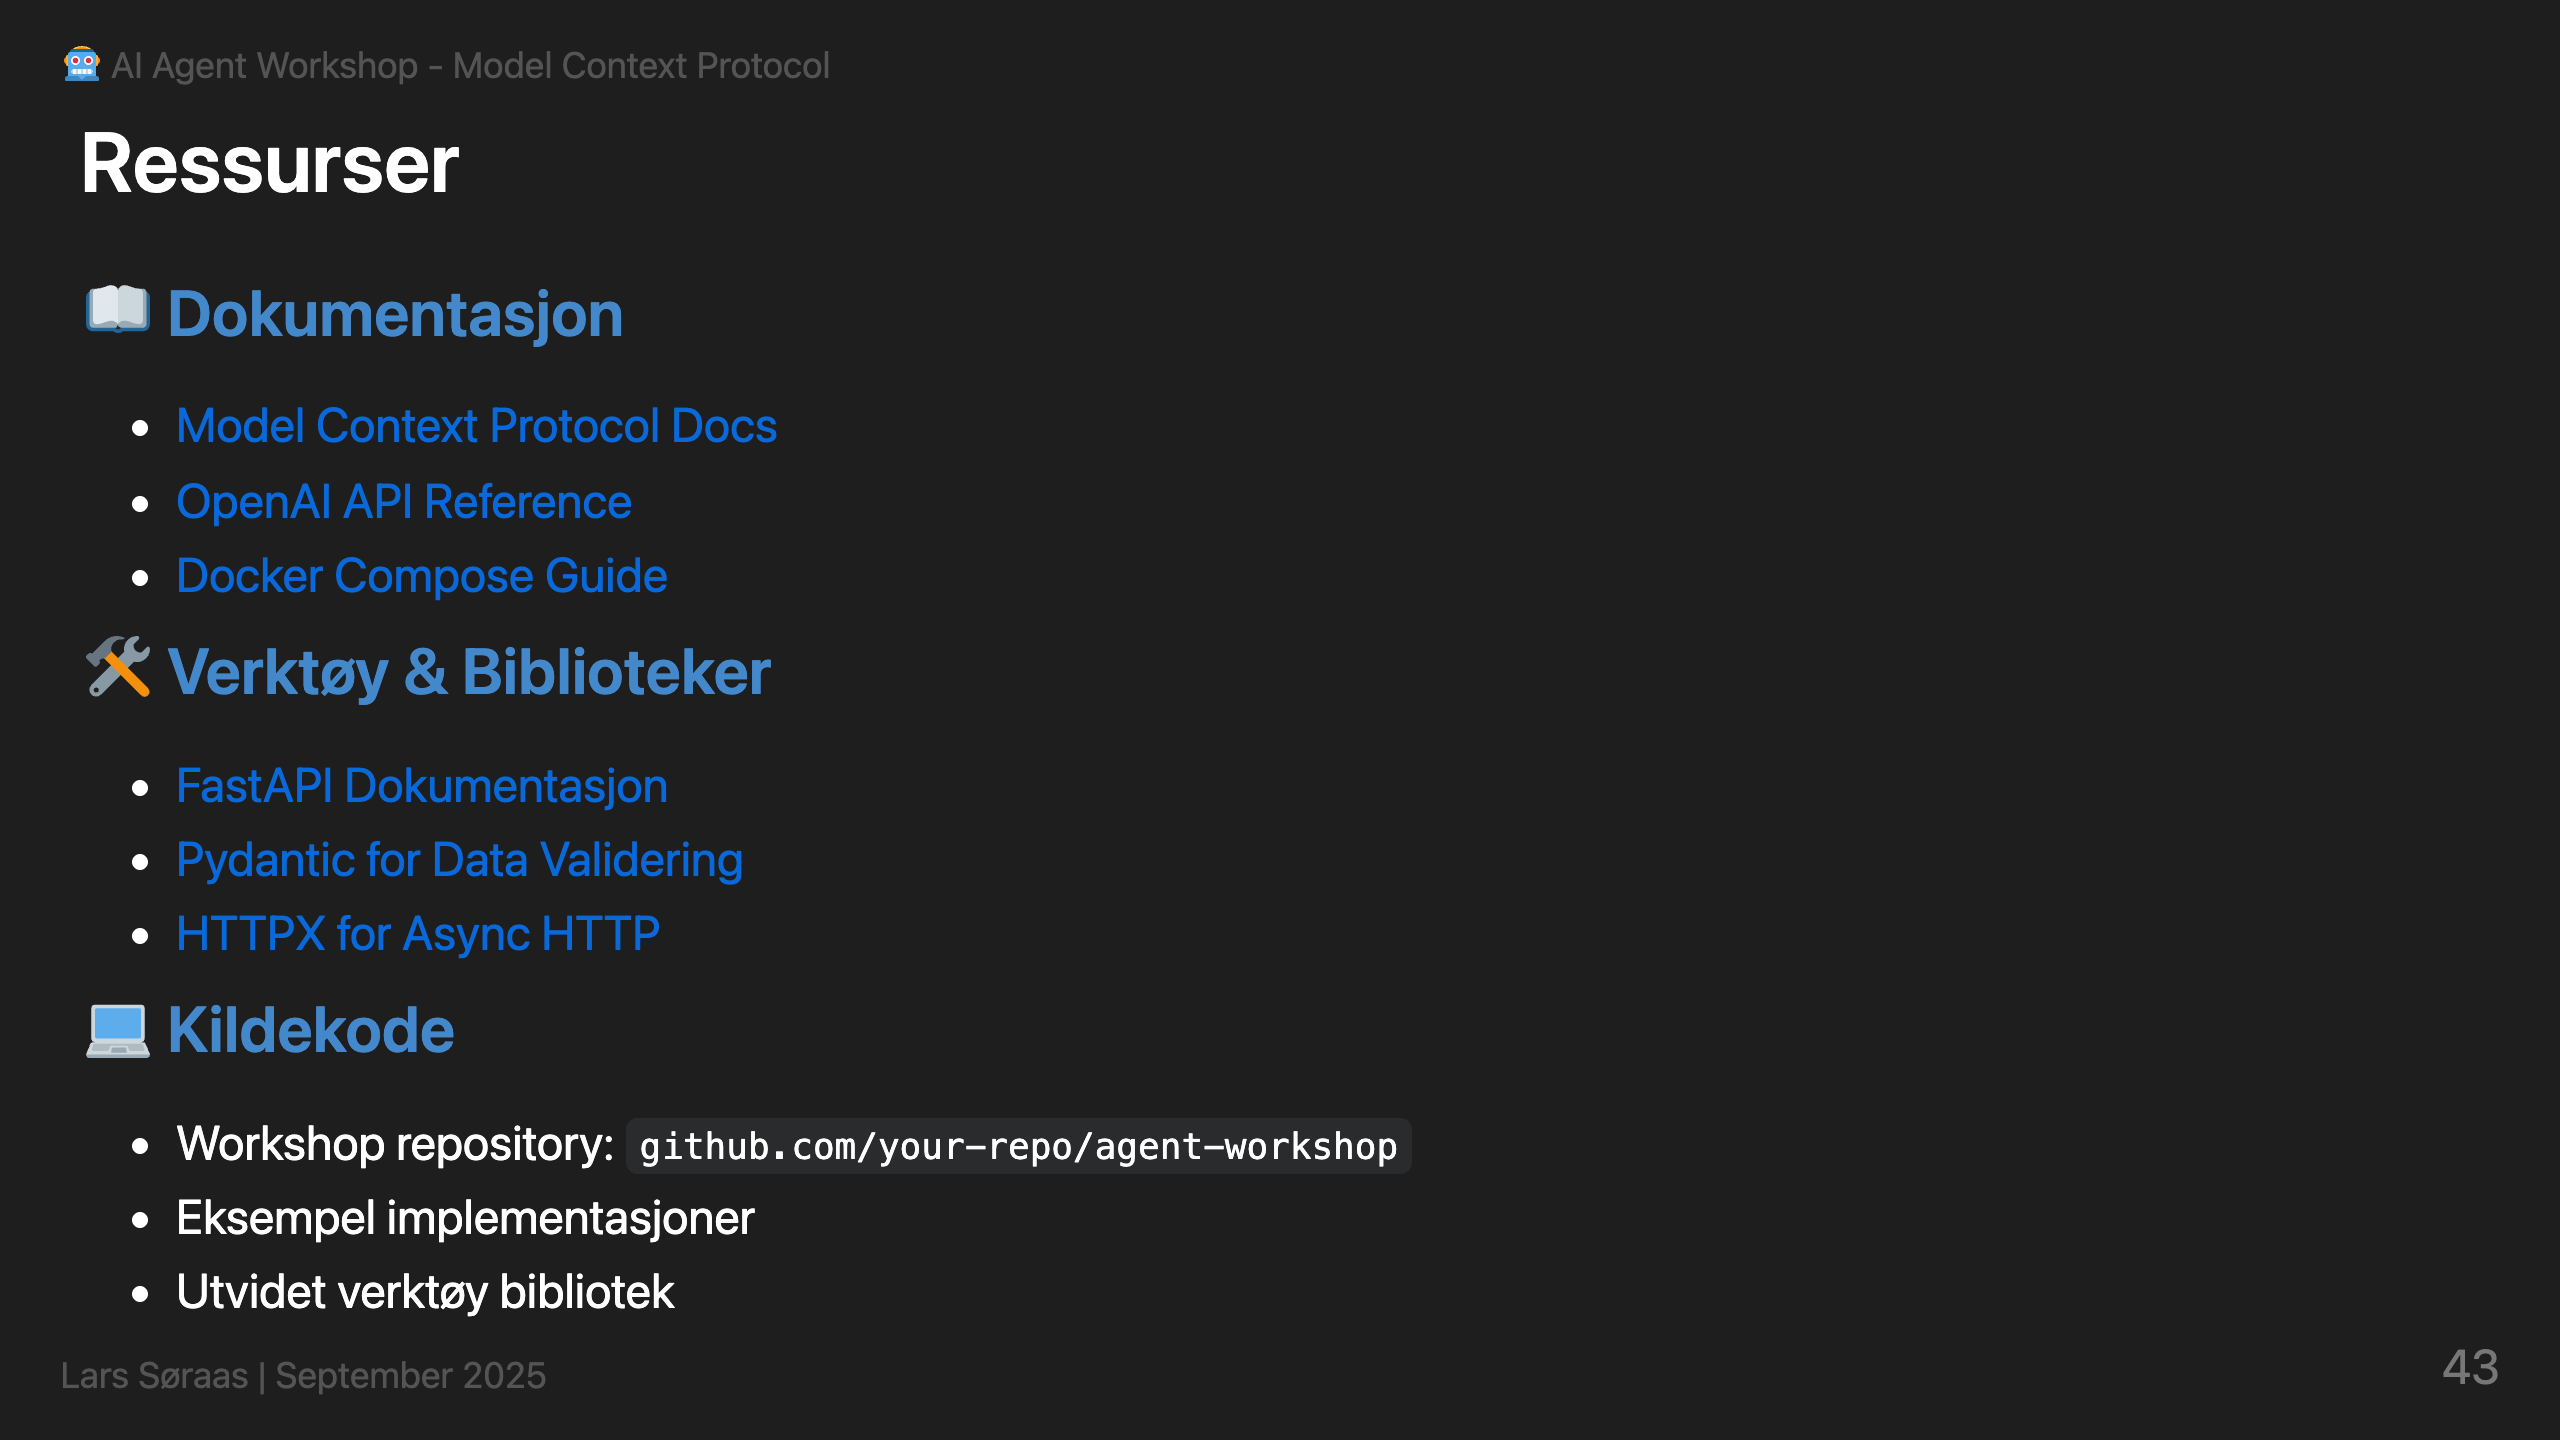 AI Agent Workshop - Model Context Protocol
Ressurser
Dokumentasjon
Model Context Protocol Docs
OpenAI API Reference
Docker Compose Guide
Verktøy & Biblioteker
FastAPI Dokumentasjon
Pydantic for Data Validering
HTTPX for Async HTTP
Kildekode
Workshop repository: github.com/your-repo/agent-workshop
Eksempel implementasjoner
Utvidet verktøy bibliotek
Lars Søraas | September 2025
43